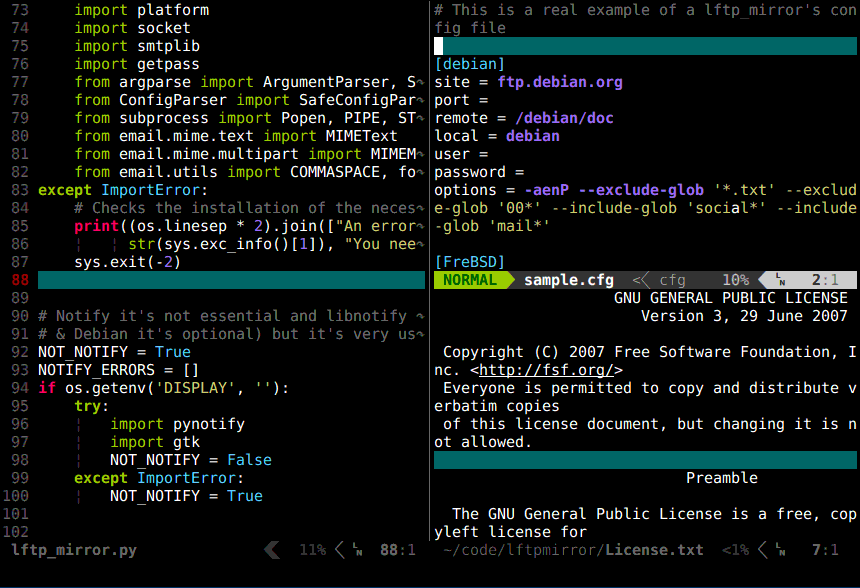 73     import platform
74     import socket
75     import smtplib
76     import getpass
77     from argparse import ArgumentParser, S
78     from ConfigParser import SafeConfigPar
79     from subprocess import Popen, PIPE, ST
80     from email.mime.text import MIMEText
81     from email.mime.multipart import MIMEM
82     from email.utils import COMMASPACE, fo
83 except ImportError:
84     # Checks the installation of the neces
85     print((os.linesep * 2).join(["An error
86           str(sys.exc_info()[1]), "You nee
87     sys.exit(-2)
88
89
90 # Notify it's not essential and libnotify
91 # & Debian it's optional) but it's very us
92 NOT_NOTIFY = True
93 NOTIFY_ERRORS = []
94 if os.getenv('DISPLAY', ''):
95     try:
96         import pynotify
97         import gtk
98         NOT_NOTIFY = False
99     except ImportError:
100         NOT_NOTIFY = True
101
102
lftp_mirror.py 11% LN 88:1
# This is a real example of a lftp_mirror's con
fig file
[debian]
site = ftp.debian.org
port =
remote = /debian/doc
local = debian
user =
password =
options = -aenP --exclude-glob '*.txt' --exclud
e-glob '00*' --include-glob 'social*' --include
-glob 'mail*'
[FreBSD]
NORMAL sample.cfg << cfg 10% LN 2:1
GNU GENERAL PUBLIC LICENSE
Version 3, 29 June 2007
Copyright (C) 2007 Free Software Foundation, I
nc. <http://fsf.org/>
Everyone is permitted to copy and distribute v
erbatim copies
of this license document, but changing it is n
ot allowed.
Preamble
The GNU General Public License is a free, cop
yleft license for
~/code/lftpmirror/License.txt <1% LN 7:1